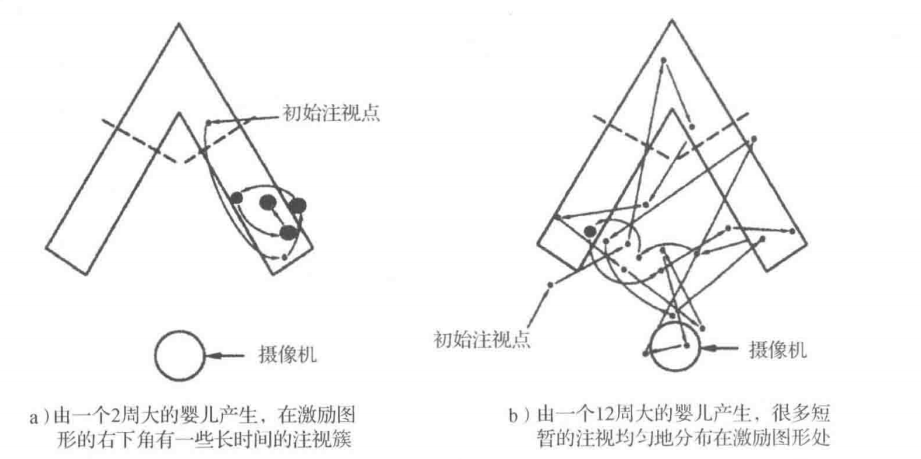 初始注视点
摄像机
a）由一个2周大的婴儿产生，在激励图
形的右下角有一些长时间的注视簇
初始注视点
摄像机
b）由一个12周大的婴儿产生，很多短
暂的注视均匀地分布在激励图形处